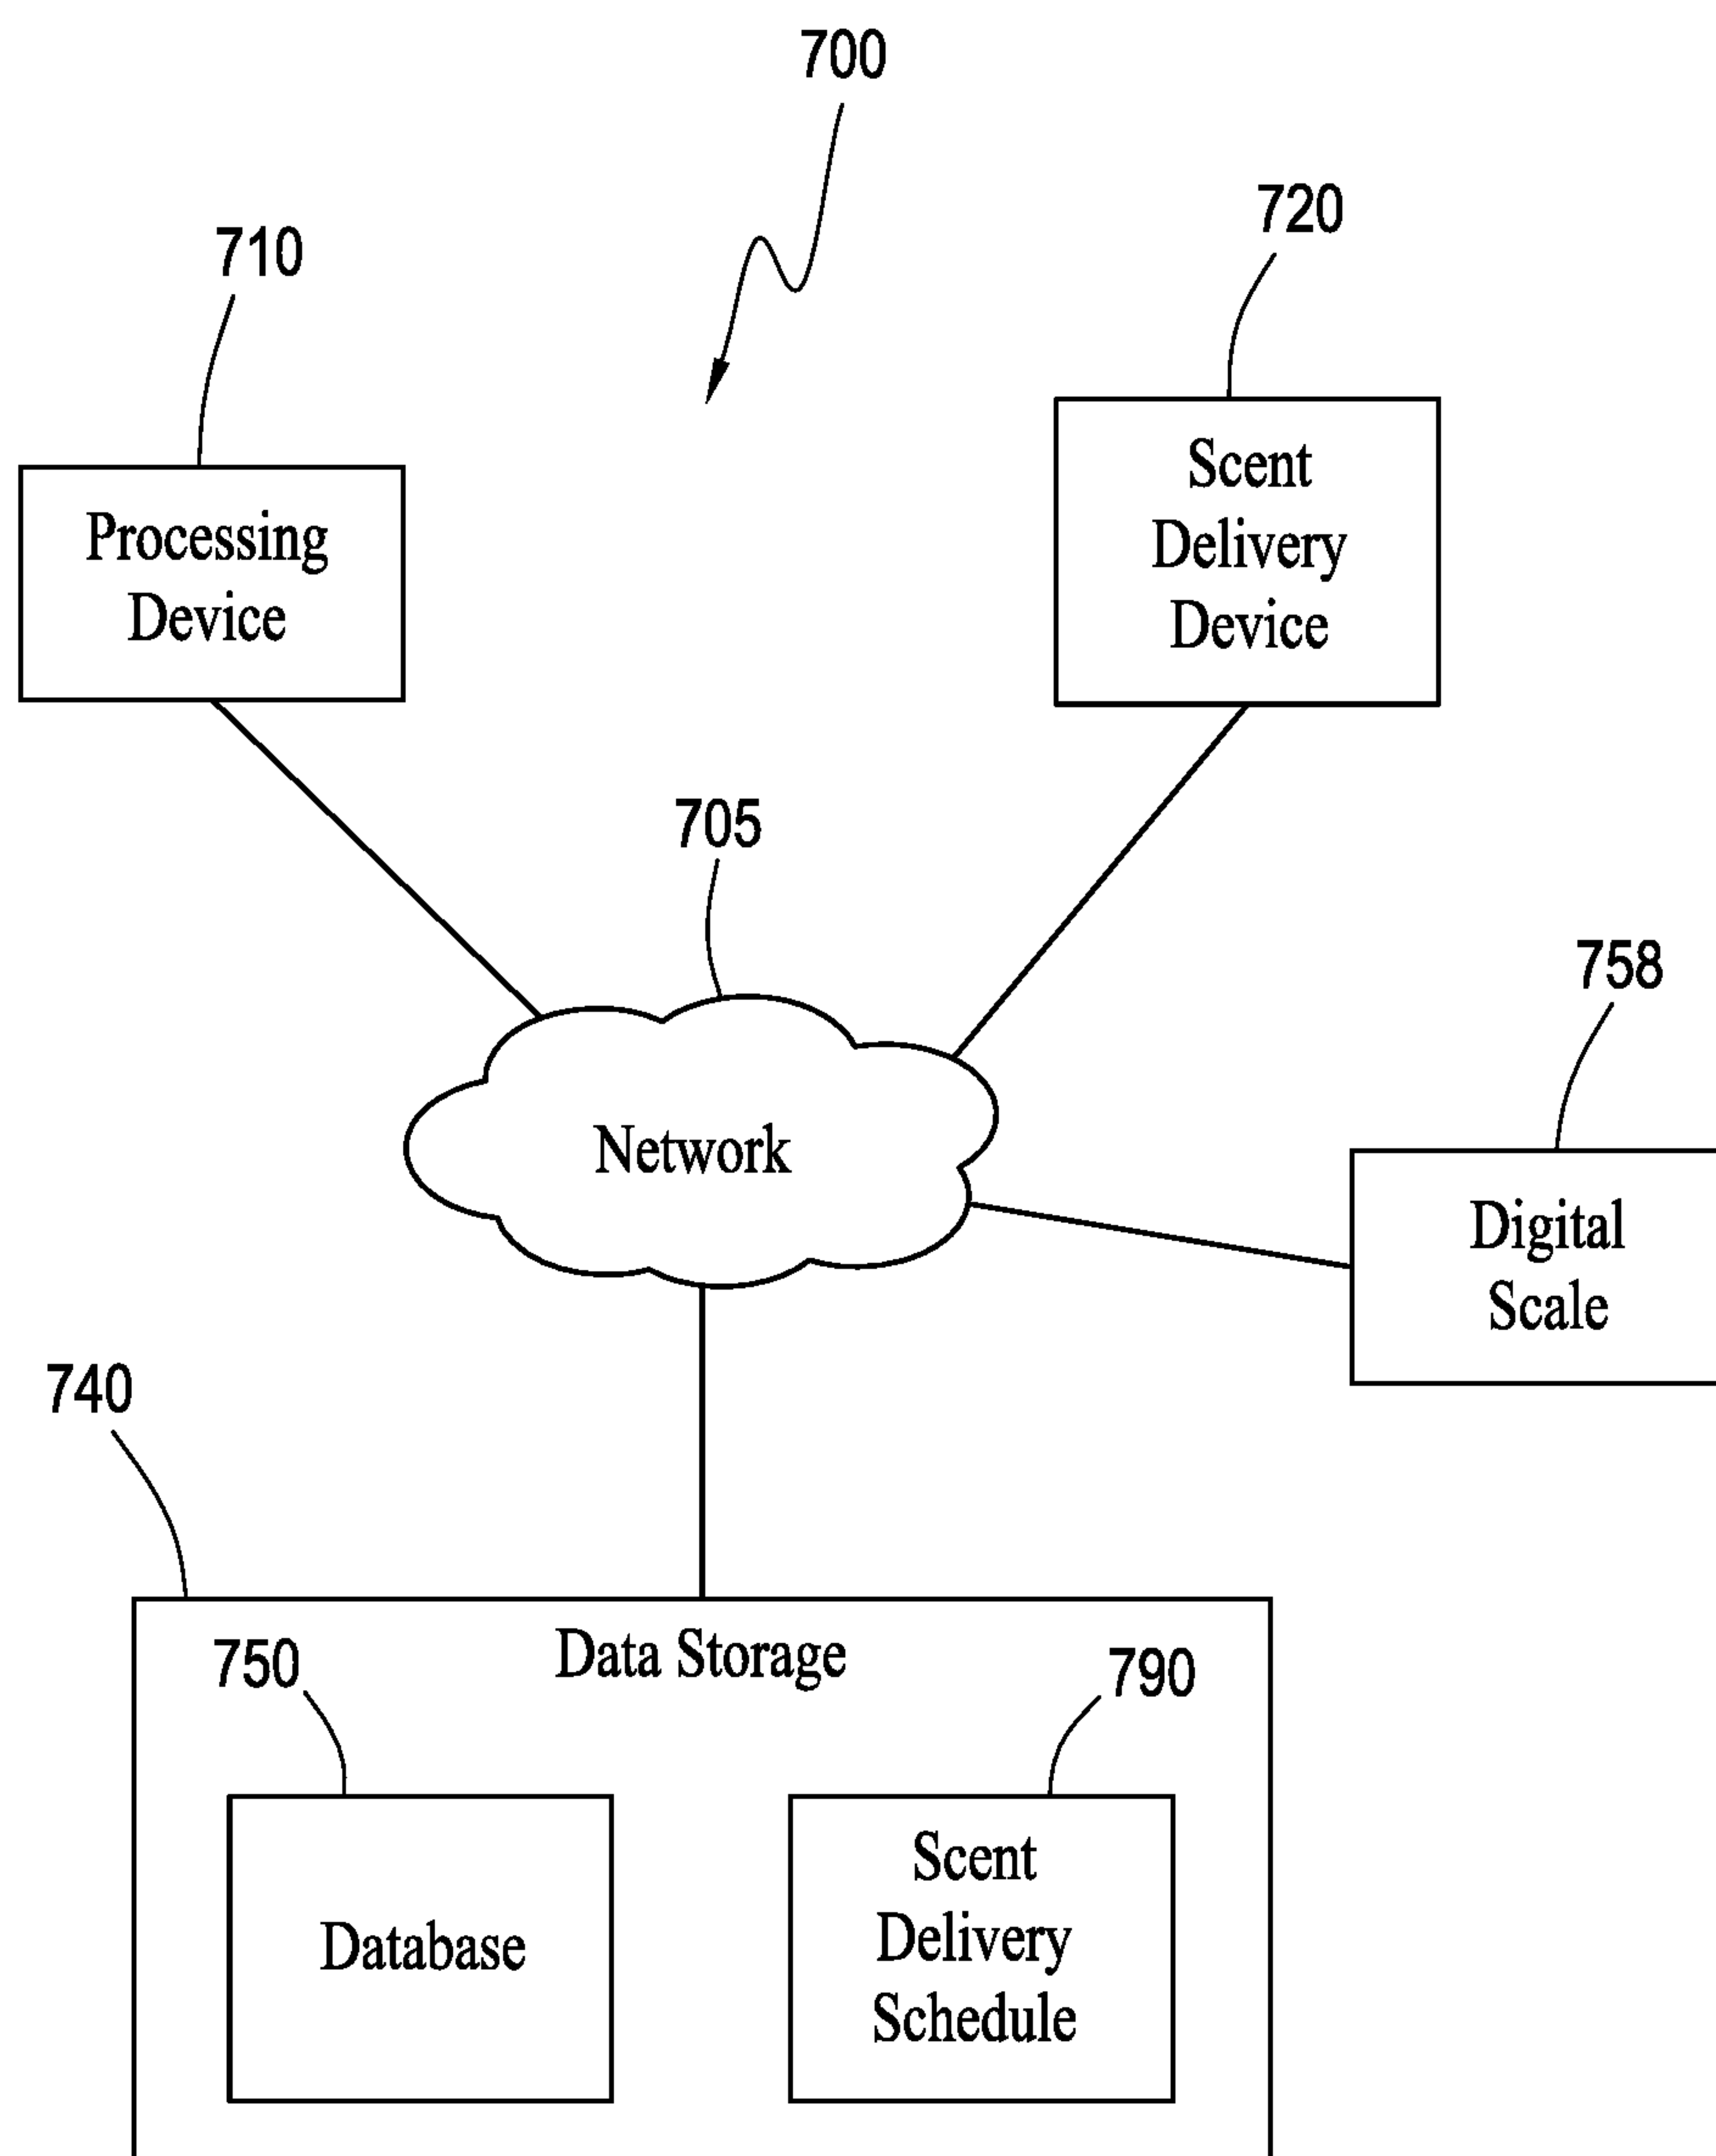 700
720
710
Scent
Delivery
Device
Processing
Device
705
758
Network
Digital
Scale
740
Data Storage
750
790
Scent
Delivery
Schedule
Database